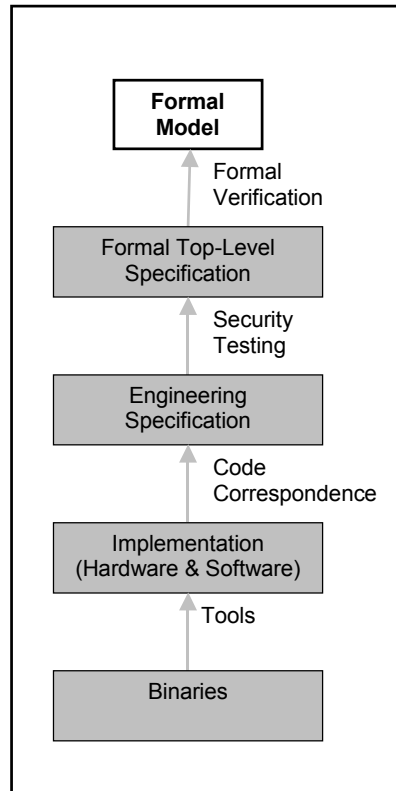 Formal
Model
Formal
Verification
Formal Top-Level
Specification
Security
Testing
Engineering
Specification
Code
Correspondence
Implementation
(Hardware & Software)
Tools
Binaries